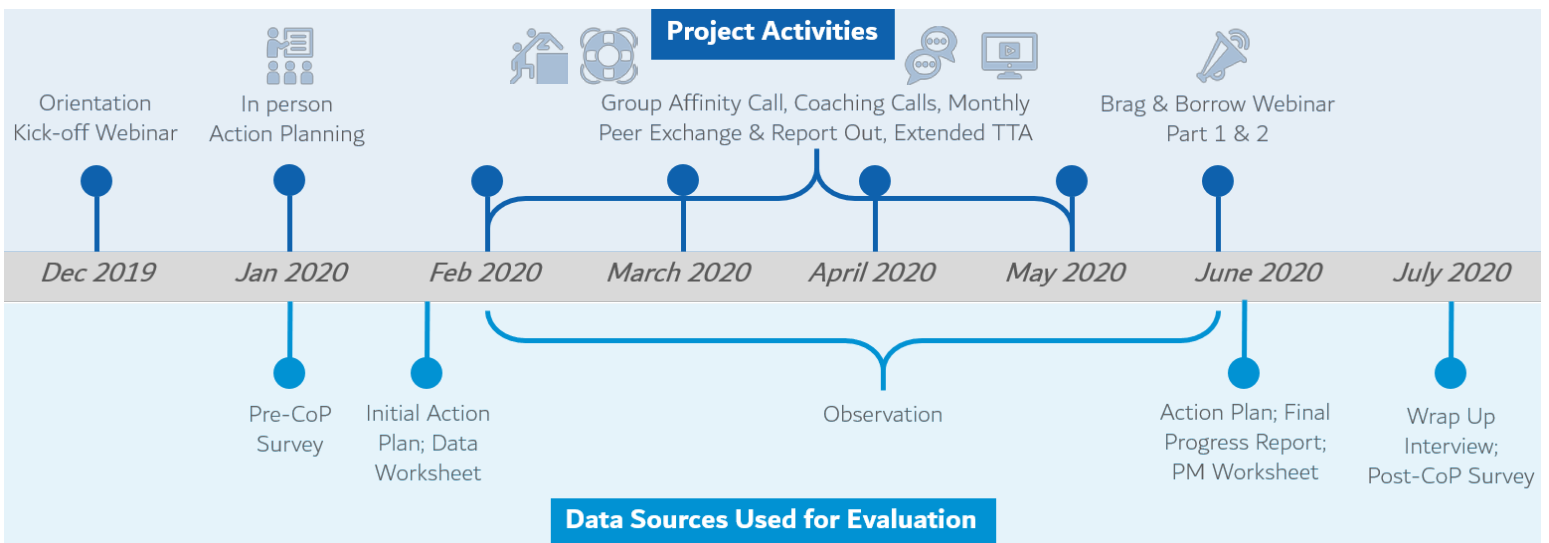 Project Activities
Orientation
Kick-off Webinar
In person
Action Planning
Group Affinity Call, Coaching Calls, Monthly
Peer Exchange & Report Out, Extended TTA
Brag & Borrow Webinar
Part 1 & 2
Dec 2019
Jan 2020
Feb 2020
March 2020
April 2020
May 2020
June 2020
July 2020
Pre-CoP
Survey
Initial Action
Plan; Data
Worksheet
Observation
Action Plan; Final
Progress Report;
PM Worksheet
Wrap Up
Interview;
Post-CoP Survey
Data Sources Used for Evaluation